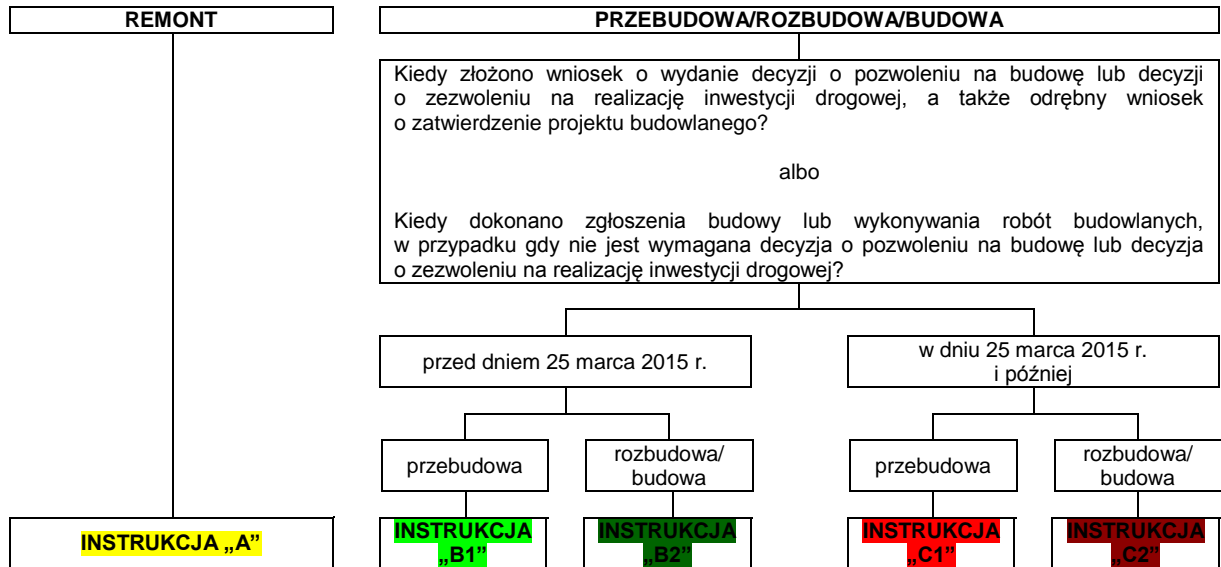 REMONT
PRZEBUDOWA/ROZBUDOWA/BUDOWA
Kiedy złożono wniosek o wydanie decyzji o pozwoleniu na budowę lub decyzji
o zezwoleniu na realizację inwestycji drogowej, a także odrębny wniosek
o zatwierdzenie projektu budowlanego?
albo
Kiedy dokonano zgłoszenia budowy lub wykonywania robót budowlanych,
w przypadku gdy nie jest wymagana decyzja o pozwoleniu na budowę lub decyzja
o zezwoleniu na realizację inwestycji drogowej?
przed dniem 25 marca 2015 r.
w dniu 25 marca 2015 r.
i później
przebudowa
rozbudowa/
budowa
przebudowa
rozbudowa/
budowa
INSTRUKCJA „A”
INSTRUKCJA
„B1”
INSTRUKCJA
„B2”
INSTRUKCJA
„C1”
INSTRUKCJA
„C2”